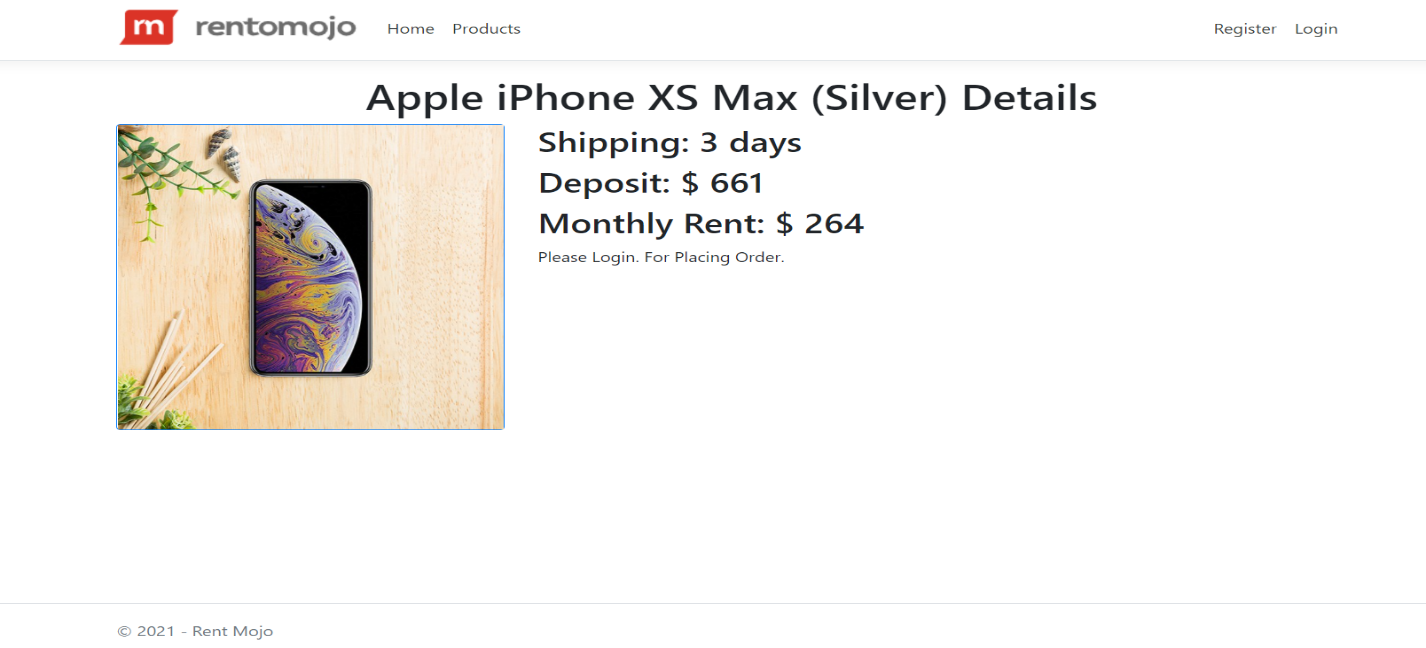 m rentomojo Home Products Register Login
Apple iPhone XS Max (Silver) Details
Shipping: 3 days
Deposit: $ 661
Monthly Rent: $ 264
Please Login. For Placing Order.
© 2021 - Rent Mojo